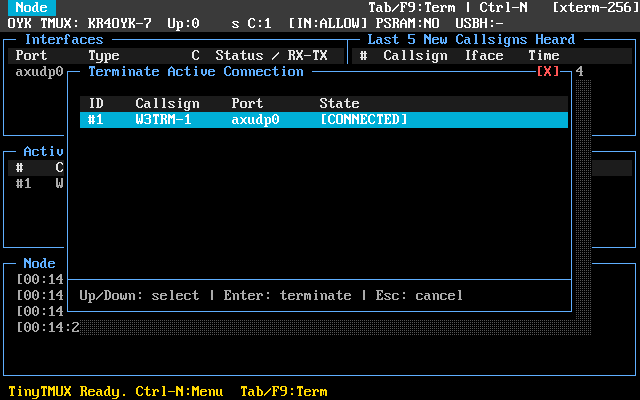 Node Tab/F9:Term | Ctrl-N [xterm-256]
OYK TMUX: KR4OYK-7 Up:0 s C:1 [IN:ALLOW] PSRAM:NO USBH:-
Interfaces Last 5 New Callsigns Heard
Port Type C Status / RX-TX # Callsign Iface Time
axudp0 Terminate Active Connection [X] 4
ID Callsign Port State
#1 W3TRM-1 axudp0 [CONNECTED]
Activ
# C
#1 W
Node
[00:14
[00:14 Up/Down: select | Enter: terminate | Esc: cancel
[00:14
[00:14:2
TinyTMUX Ready. Ctrl-N:Menu Tab/F9:Term